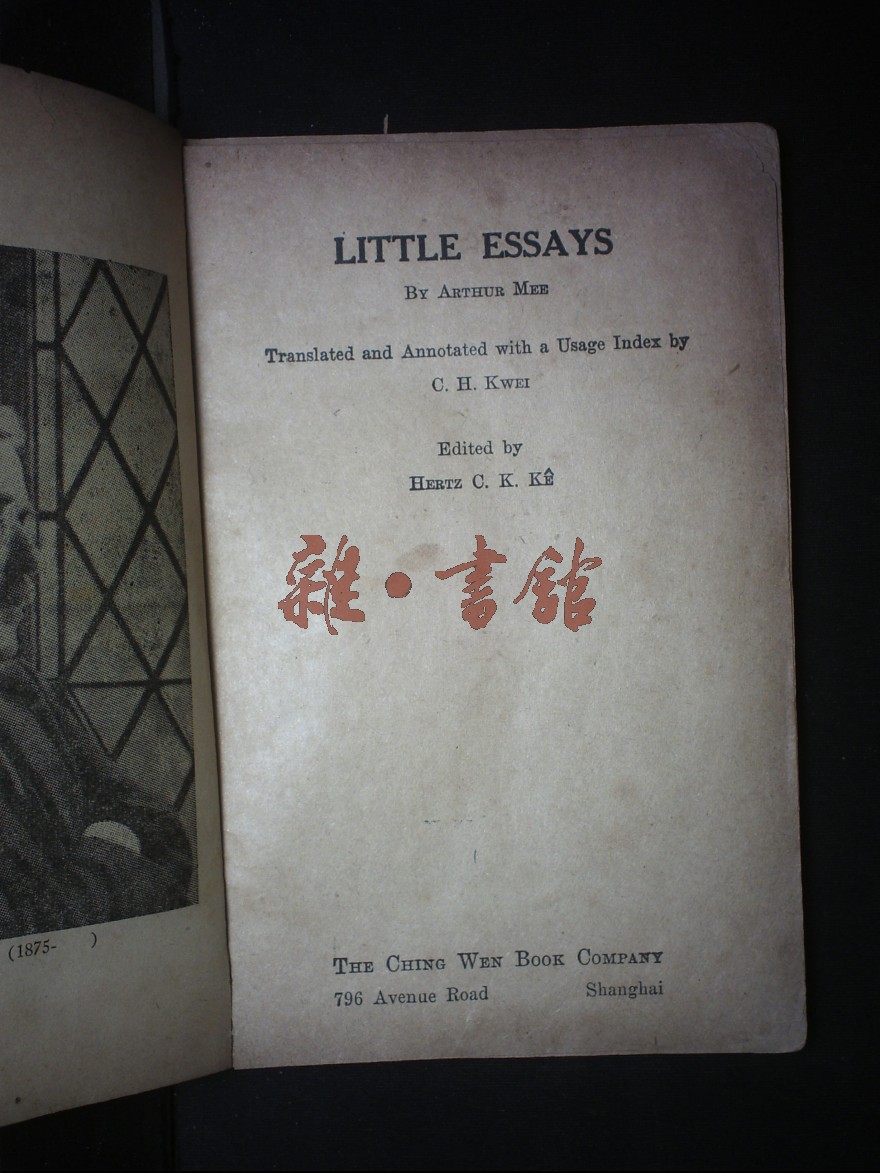 LITTLE ESSAYS
BY ARTHUR MEE
Translated and Annotated with a Usage Index by
C. H. KWEI
Edited by
HERTZ C. K. KÊ
雜·書館
THE CHING WEN BOOK COMPANY
796 Avenue Road Shanghai
(1875- )